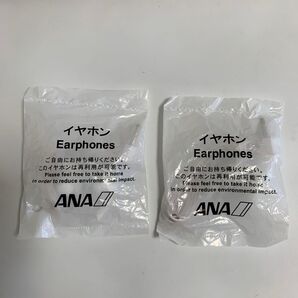 イヤホン
Earphones
ご自由にお持ち帰りください。
このイヤホンは再利用が可能です。
Please feel free to take it home
in order to reduce environmental impact.
ANA
イヤホン
Earphones
ご自由にお持ち帰りください。
このイヤホンは再利用が可能です。
Please feel free to take it home
in order to reduce environmental impact.
ANA